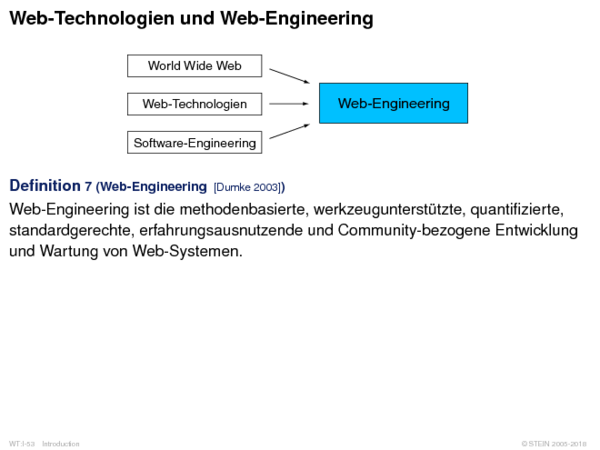 Web-Technologien und Web-Engineering
World Wide Web
Web-Technologien
Web-Engineering
Software-Engineering
Definition 7 (Web-Engineering [Dumke 2003])
Web-Engineering ist die methodenbasierte, werkzeugunterstützte, quantifizierte,
standardgerechte, erfahrungsausnutzende und Community-bezogene Entwicklung
und Wartung von Web-Systemen.
WT:I-53 Introduction
© STEIN 2005-2018